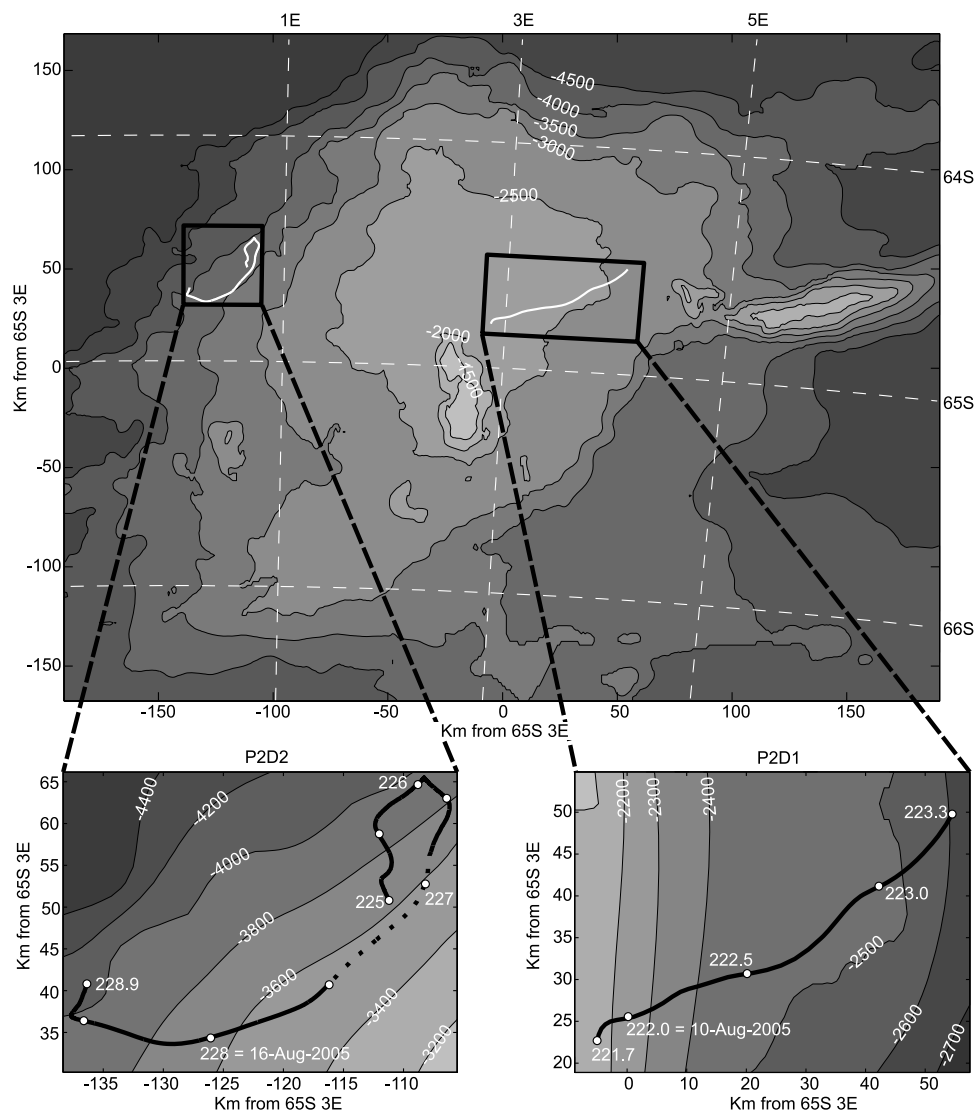 1E 3E 5E
150
100
50
0
-50
-100
-150
Km from 65S 3E
-4500
-4000
-3500
-3000
-2500
-2000
-1500
64S
65S
66S
-150 -100 -50 0 50 100 150
Km from 65S 3E
P2D2
65
60
55
50
45
40
35
Km from 65S 3E
-4400
-4200
-4000
-3800
-3600
-3400
-3200
226
225
227
228.9
228 = 16-Aug-2005
-135 -130 -125 -120 -115 -110
Km from 65S 3E
P2D1
50
45
40
35
30
25
20
Km from 65S 3E
-2200
-2300
-2400
-2500
-2600
-2700
223.3
223.0
222.5
222.0 = 10-Aug-2005
221.7
0 10 20 30 40 50
Km from 65S 3E